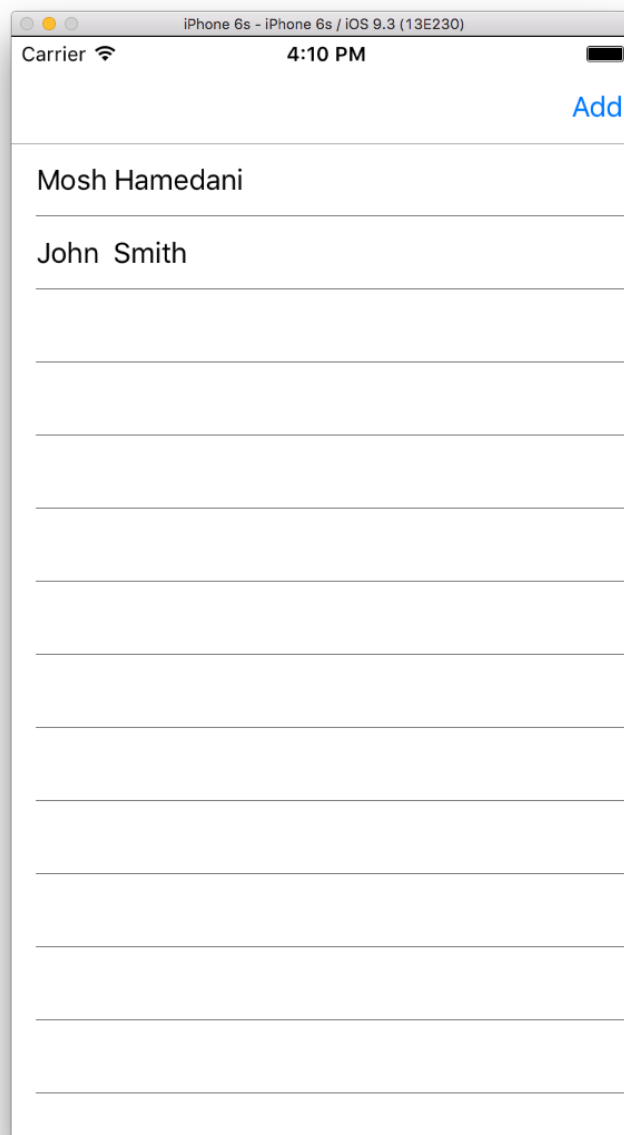 iPhone 6s - iPhone 6s / iOS 9.3 (13E230)
Carrier 4:10 PM
Add
Mosh Hamedani
John  Smith